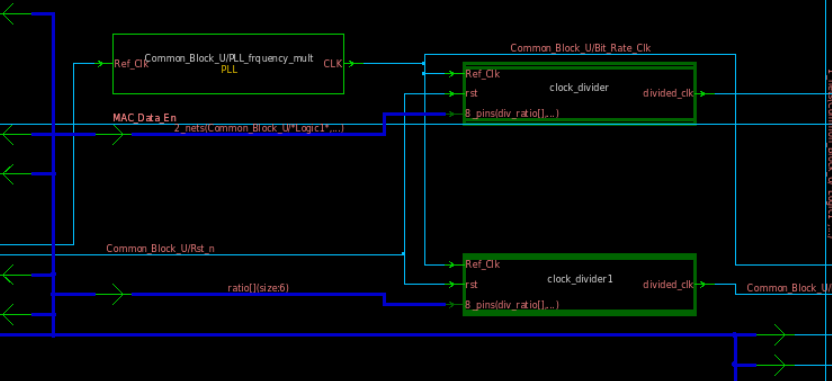 Common_Block_U/Bit_Rate_Clk
Common_Block_U/PLL_frquency_mult
Ref_Clk
CLK
PLL
Ref_Clk
clock_divider
rst
divided_clk
8_pins(div_ratio[],...)
MAC_Data_En
2_nets(Common_Block_U/*Logic1*,...)
Common_Block_U/Rst_n
Ref_Clk
clock_divider1
rst
divided_clk
Common_Block_U/
ratio[](size:6)
8_pins(div_ratio[],...)